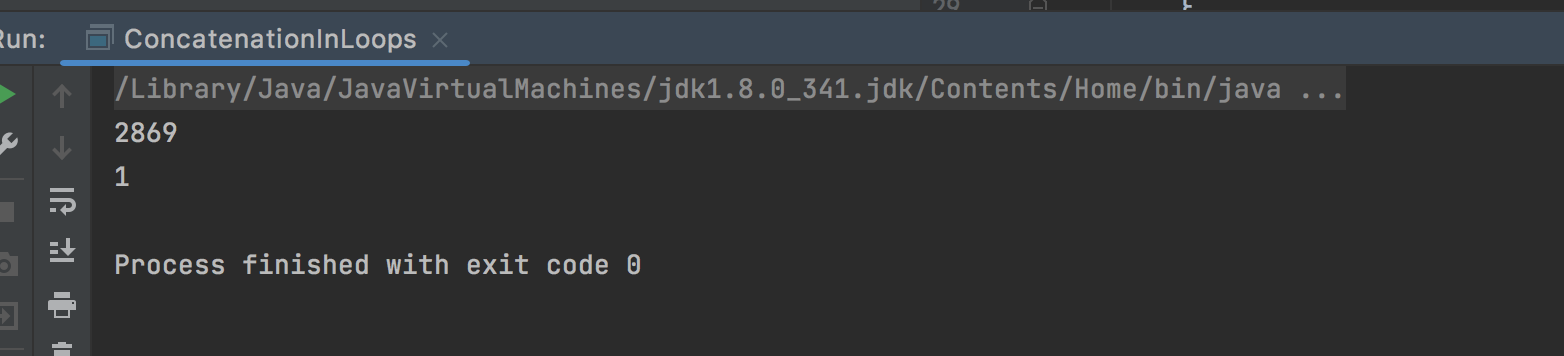 29 {
Run: ConcatenationInLoops
/Library/Java/JavaVirtualMachines/jdk1.8.0_341.jdk/Contents/Home/bin/java ...
2869
1
Process finished with exit code 0